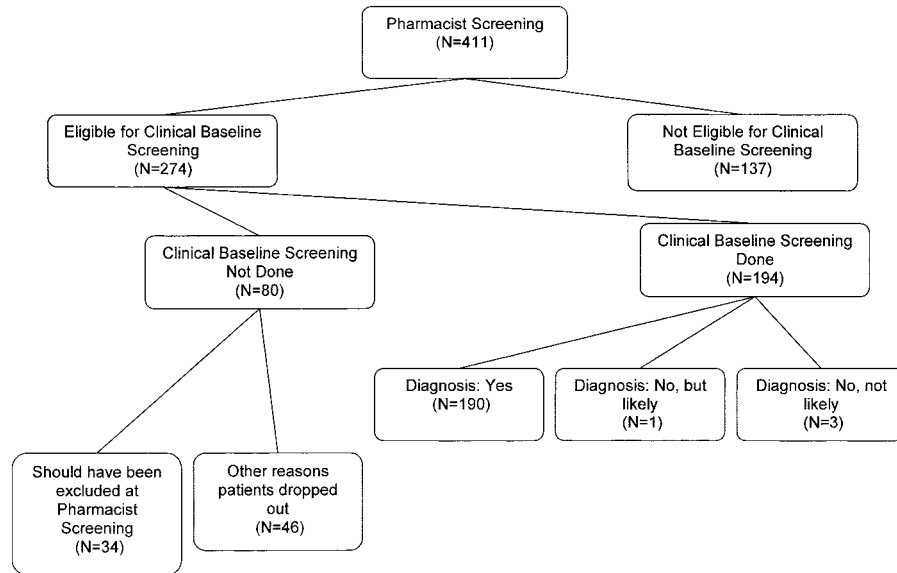 Pharmacist Screening
(N=411)
Eligible for Clinical Baseline
Screening
(N=274)
Not Eligible for Clinical
Baseline Screening
(N=137)
Clinical Baseline Screening
Not Done
(N=80)
Clinical Baseline Screening
Done
(N=194)
Diagnosis: Yes
(N=190)
Diagnosis: No, but
likely
(N=1)
Diagnosis: No, not
likely
(N=3)
Should have been
excluded at
Pharmacist
Screening
(N=34)
Other reasons
patients dropped
out
(N=46)